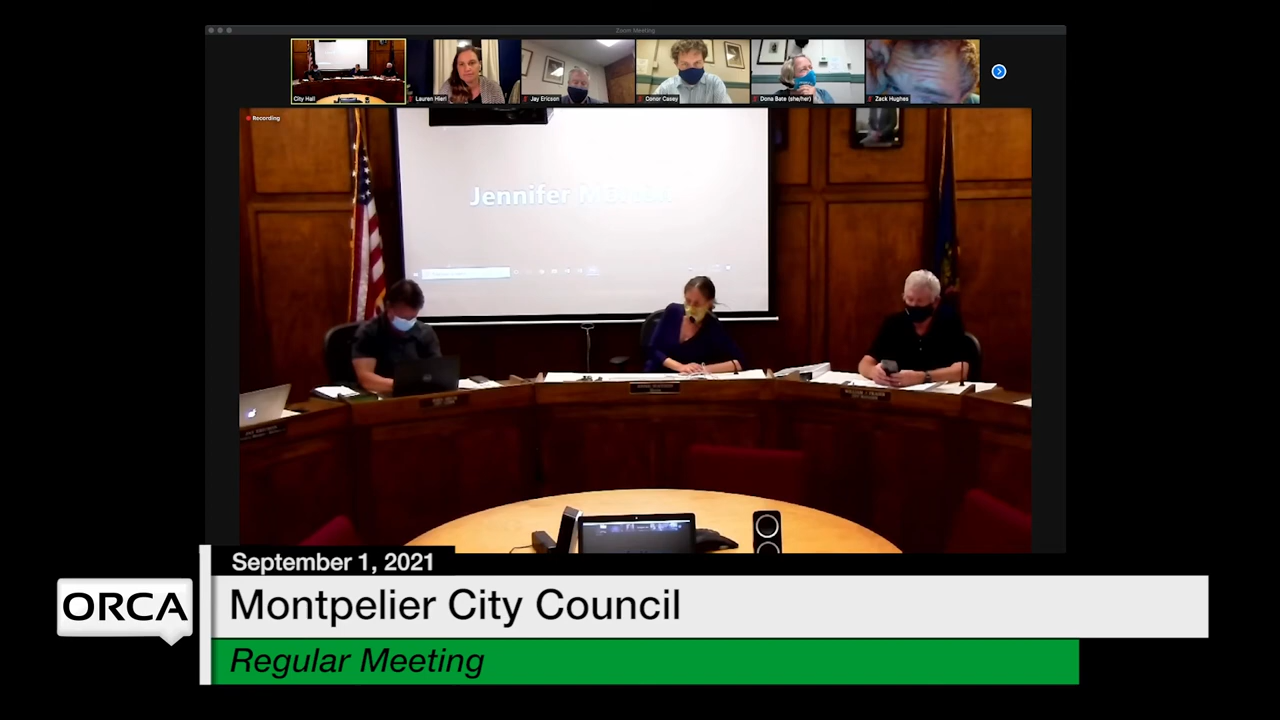 Zoom Meeting
City Hall
Lauren Hierl
Jay Ericson
Conor Casey
Dona Bate (she/her)
Zack Hughes
Recording
Jennifer
September 1, 2021
ORCA
Montpelier City Council
Regular Meeting